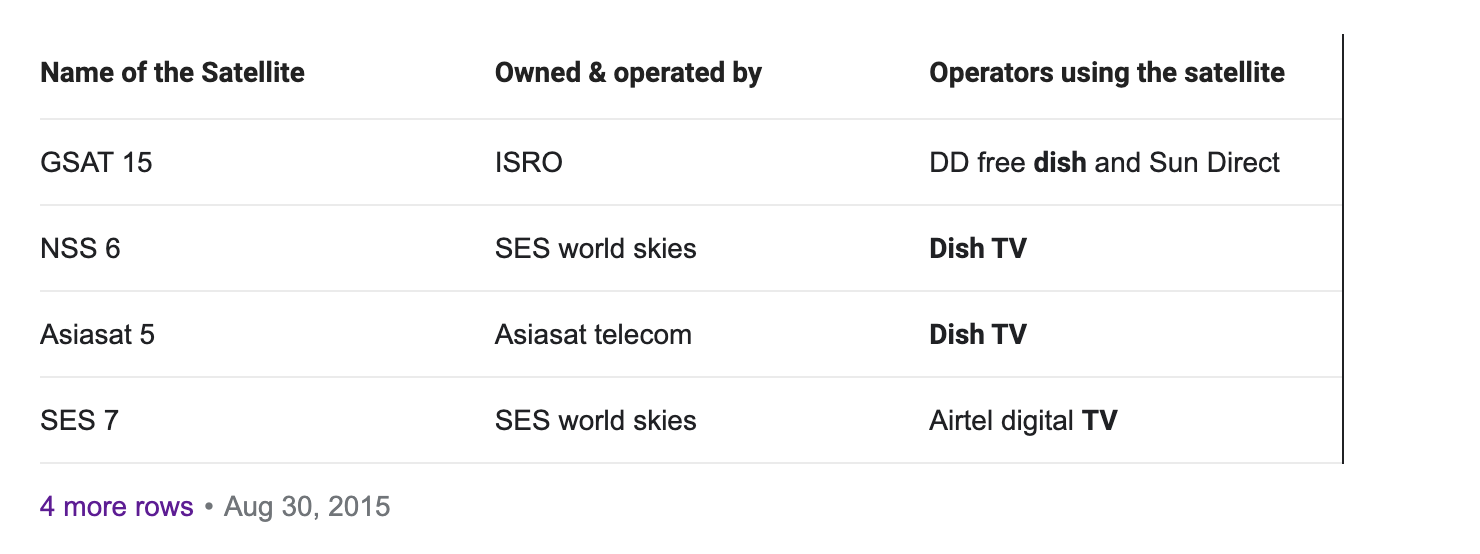 Name of the Satellite Owned & operated by Operators using the satellite
GSAT 15 ISRO DD free dish and Sun Direct
NSS 6 SES world skies Dish TV
Asiasat 5 Asiasat telecom Dish TV
SES 7 SES world skies Airtel digital TV
4 more rows • Aug 30, 2015